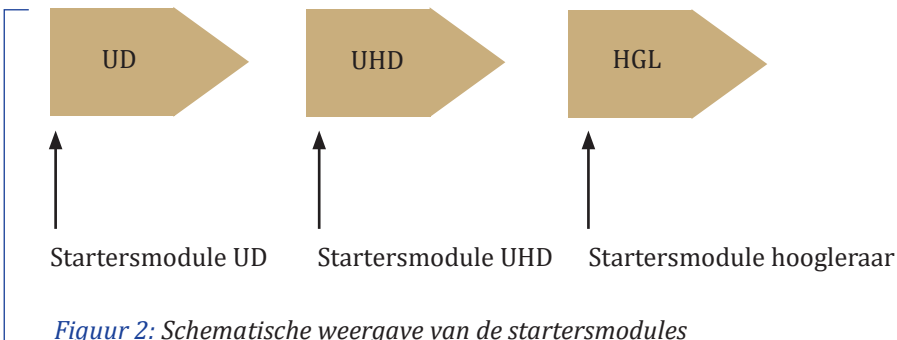 UD UHD HGL
Startersmodule UD Startersmodule UHD Startersmodule hoogleraar
Figuur 2: Schematische weergave van de startersmodules